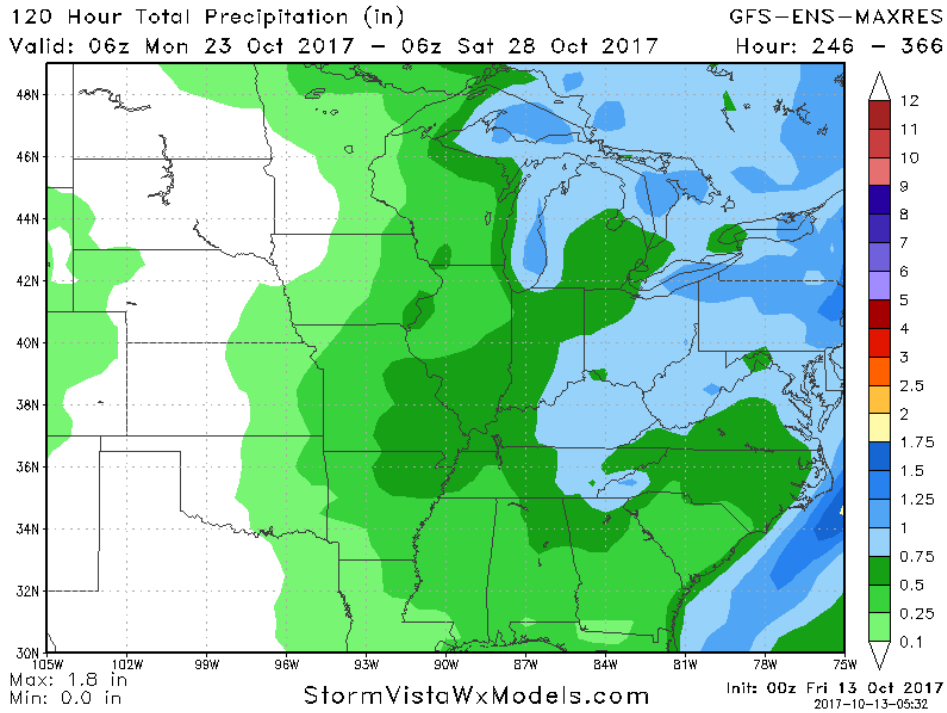 120 Hour Total Precipitation (in) GFS-ENS-MAXRES
Valid: 06z Mon 23 Oct 2017 - 06z Sat 28 Oct 2017 Hour: 246 - 366
12
11
10
9
8
7
6
5
4
3
2.5
2
1.75
1.5
1.25
1
0.75
0.5
0.25
0.1
48N
46N
44N
42N
40N
38N
36N
34N
32N
30N
105W 102W 99W 96W 93W 90W 87W 84W 81W 78W 75W
Max: 1.8 in
Min: 0.0 in
StormVistaWxModels.com
Init: 00z Fri 13 Oct 2017
2017-10-13-05:32